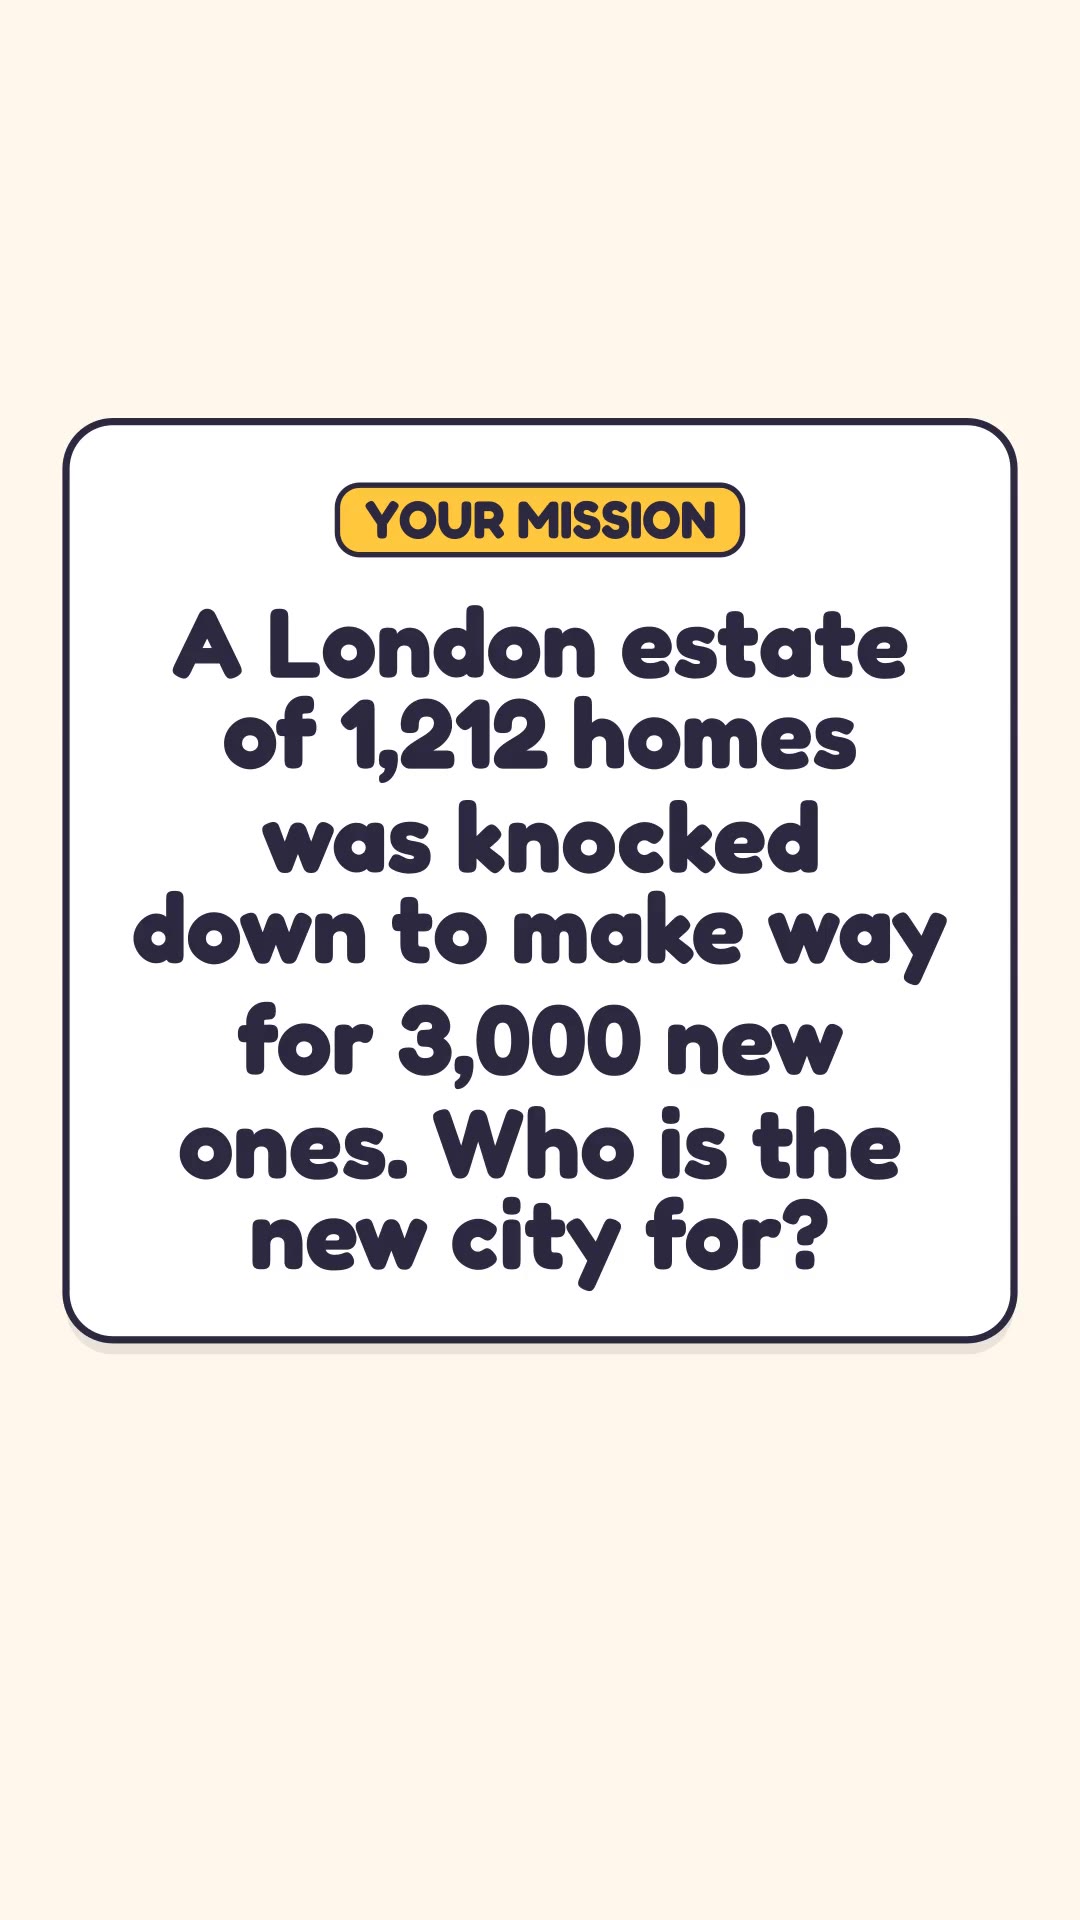 YOUR MISSION
A London estate
of 1,212 homes
was knocked
down to make way
for 3,000 new
ones. Who is the
new city for?